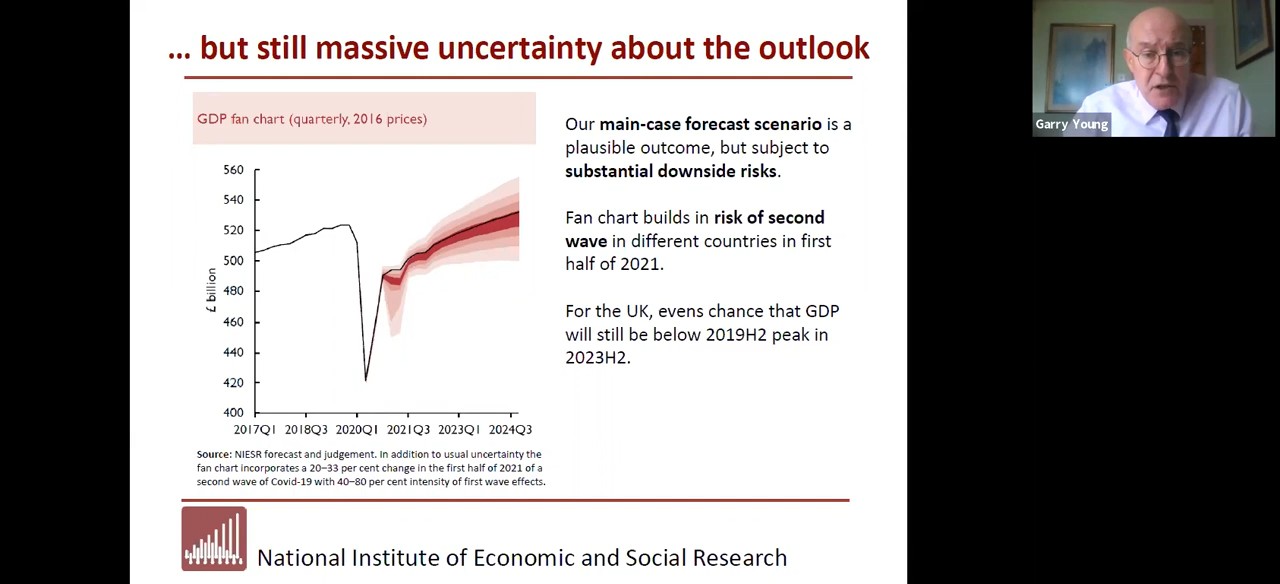 ... but still massive uncertainty about the outlook
GDP fan chart (quarterly, 2016 prices)
£ billion
560
540
520
500
480
460
440
420
400
2017Q1 2018Q3 2020Q1 2021Q3 2023Q1 2024Q3
Source: NIESR forecast and judgement. In addition to usual uncertainty the
fan chart incorporates a 20–33 per cent change in the first half of 2021 of a
second wave of Covid-19 with 40–80 per cent intensity of first wave effects.
Our main-case forecast scenario is a
plausible outcome, but subject to
substantial downside risks.
Fan chart builds in risk of second
wave in different countries in first
half of 2021.
For the UK, evens chance that GDP
will still be below 2019H2 peak in
2023H2.
National Institute of Economic and Social Research
Garry Young